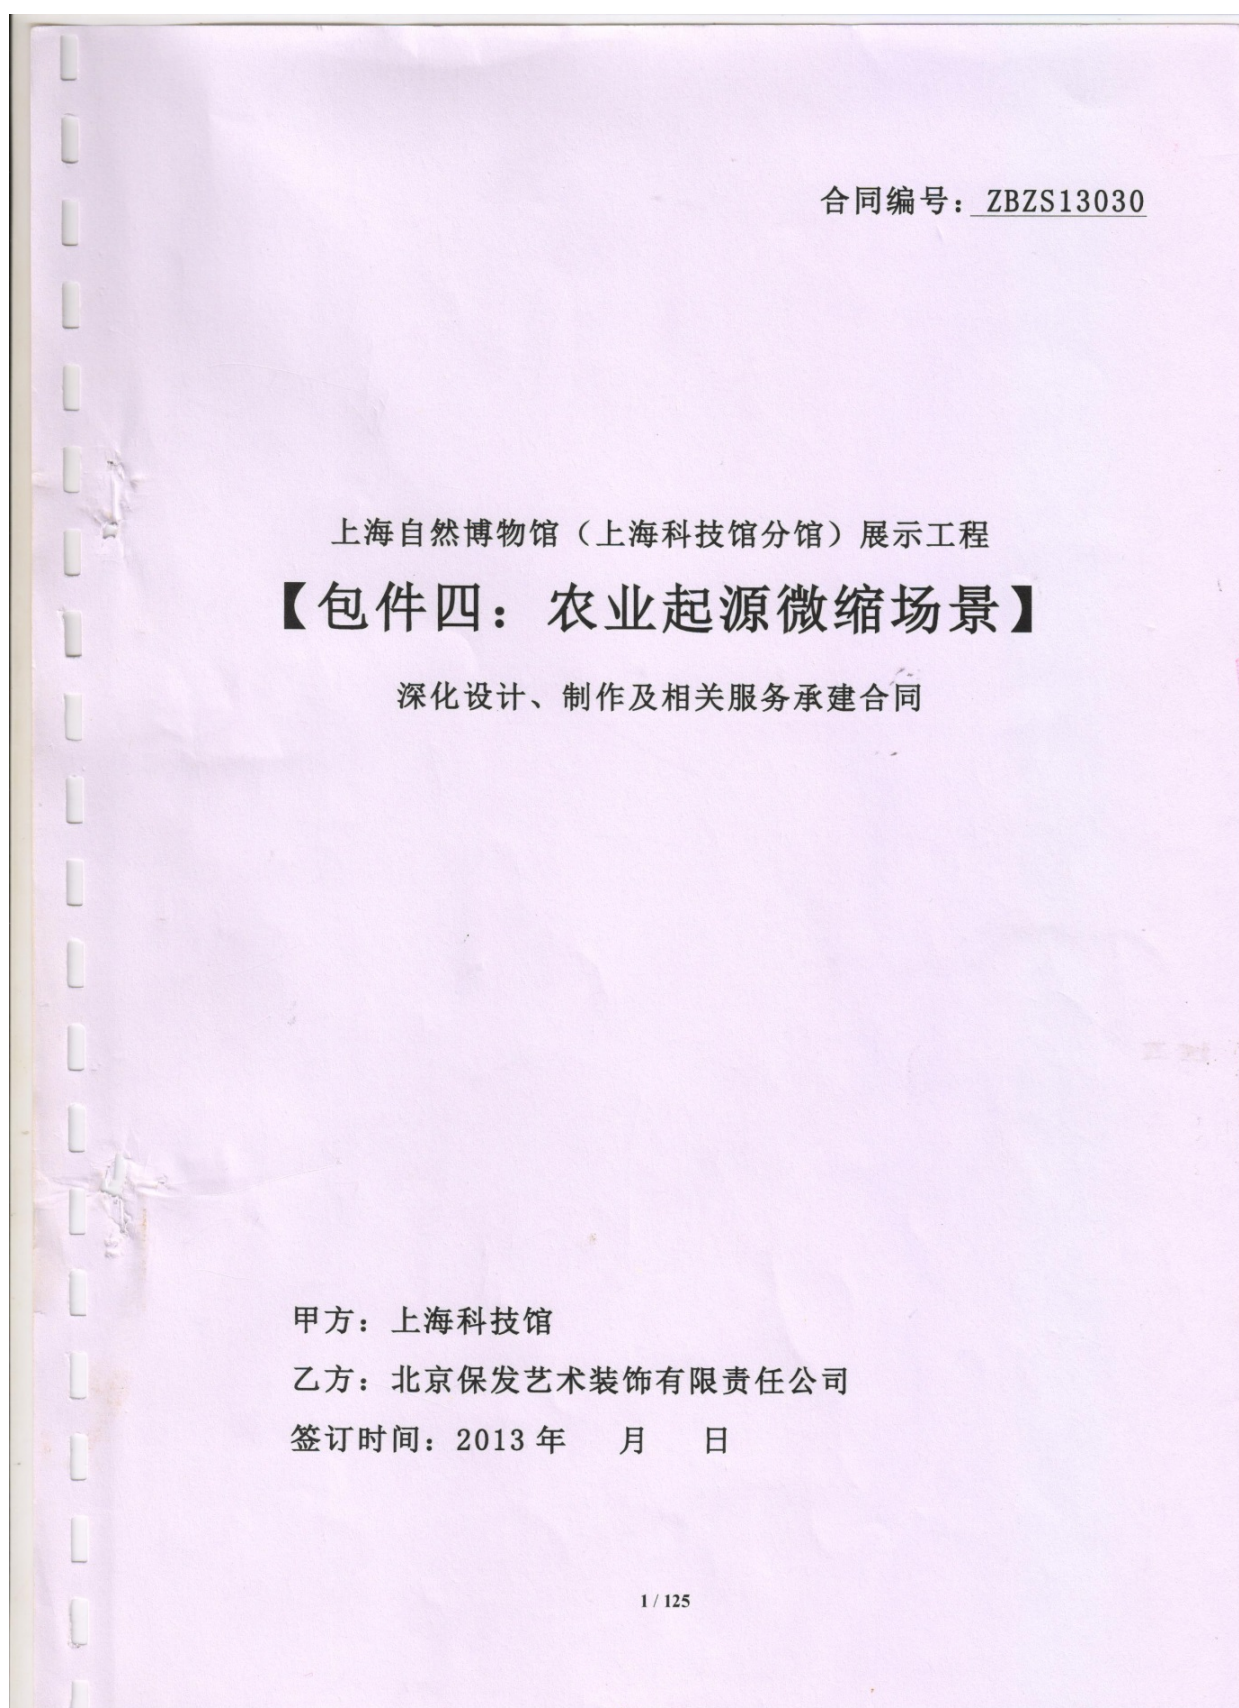 合同编号：ZBZS13030
上海自然博物馆（上海科技馆分馆）展示工程
【包件四：农业起源微缩场景】
深化设计、制作及相关服务承建合同
甲方：上海科技馆
乙方：北京保发艺术装饰有限责任公司
签订时间：2013 年 月 日
1 / 125